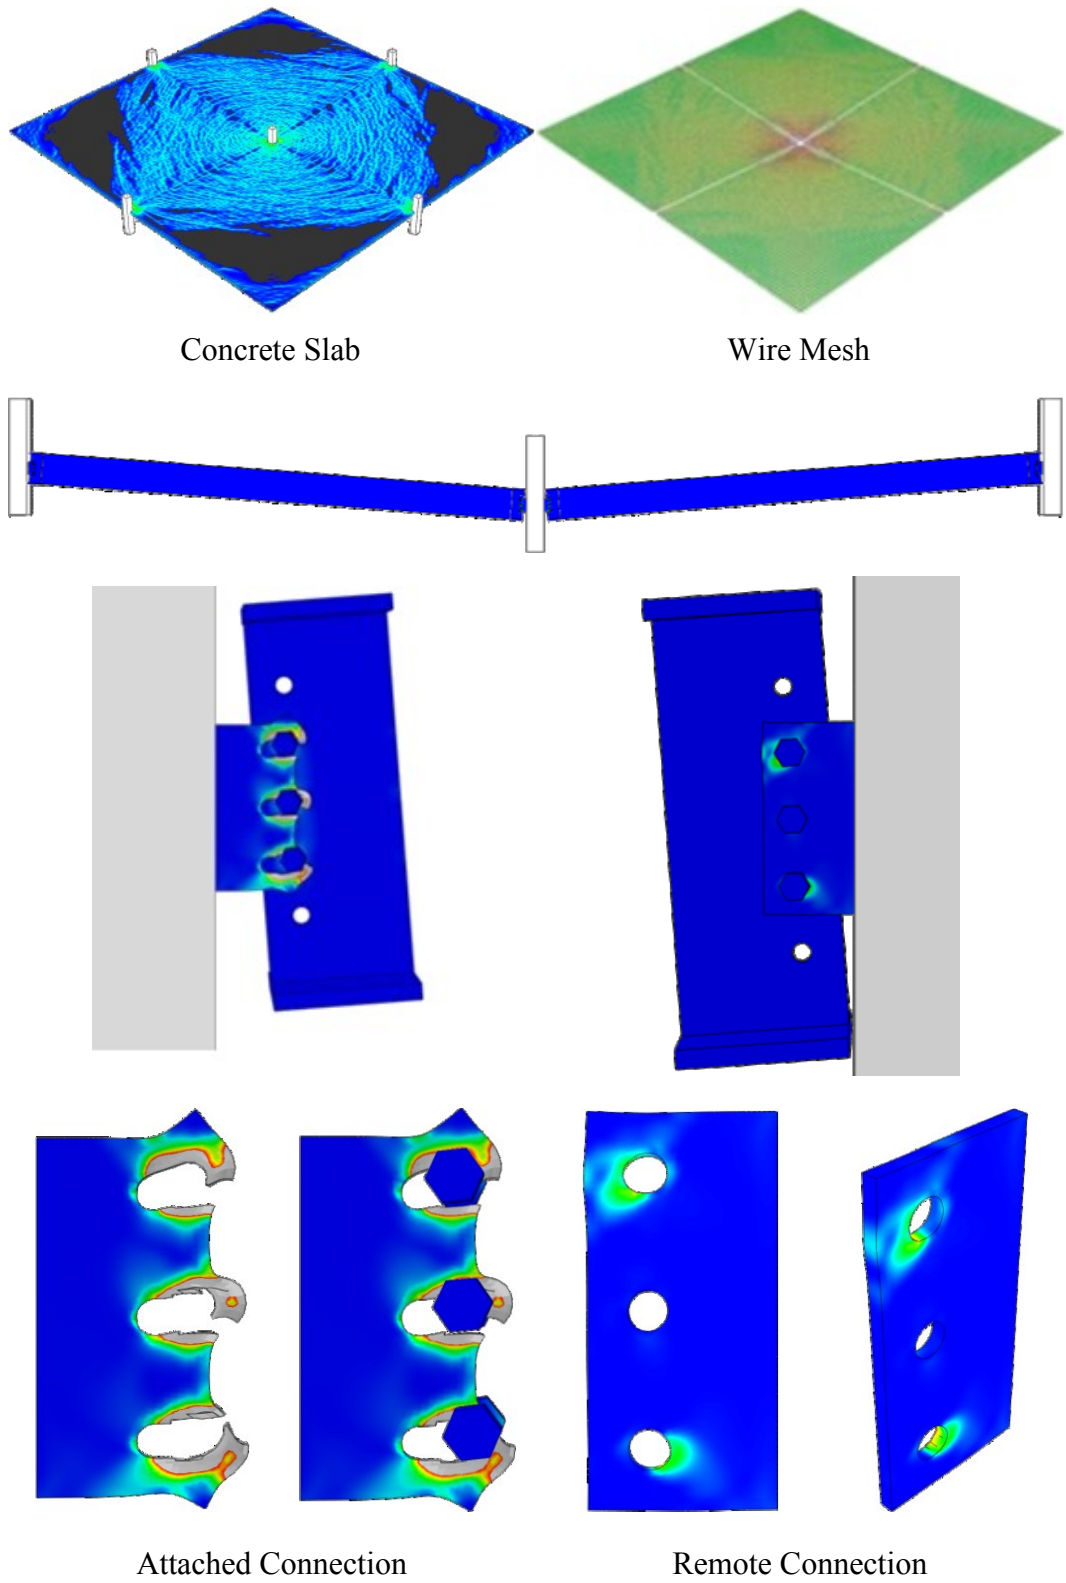 Concrete Slab
Wire Mesh
Attached Connection
Remote Connection